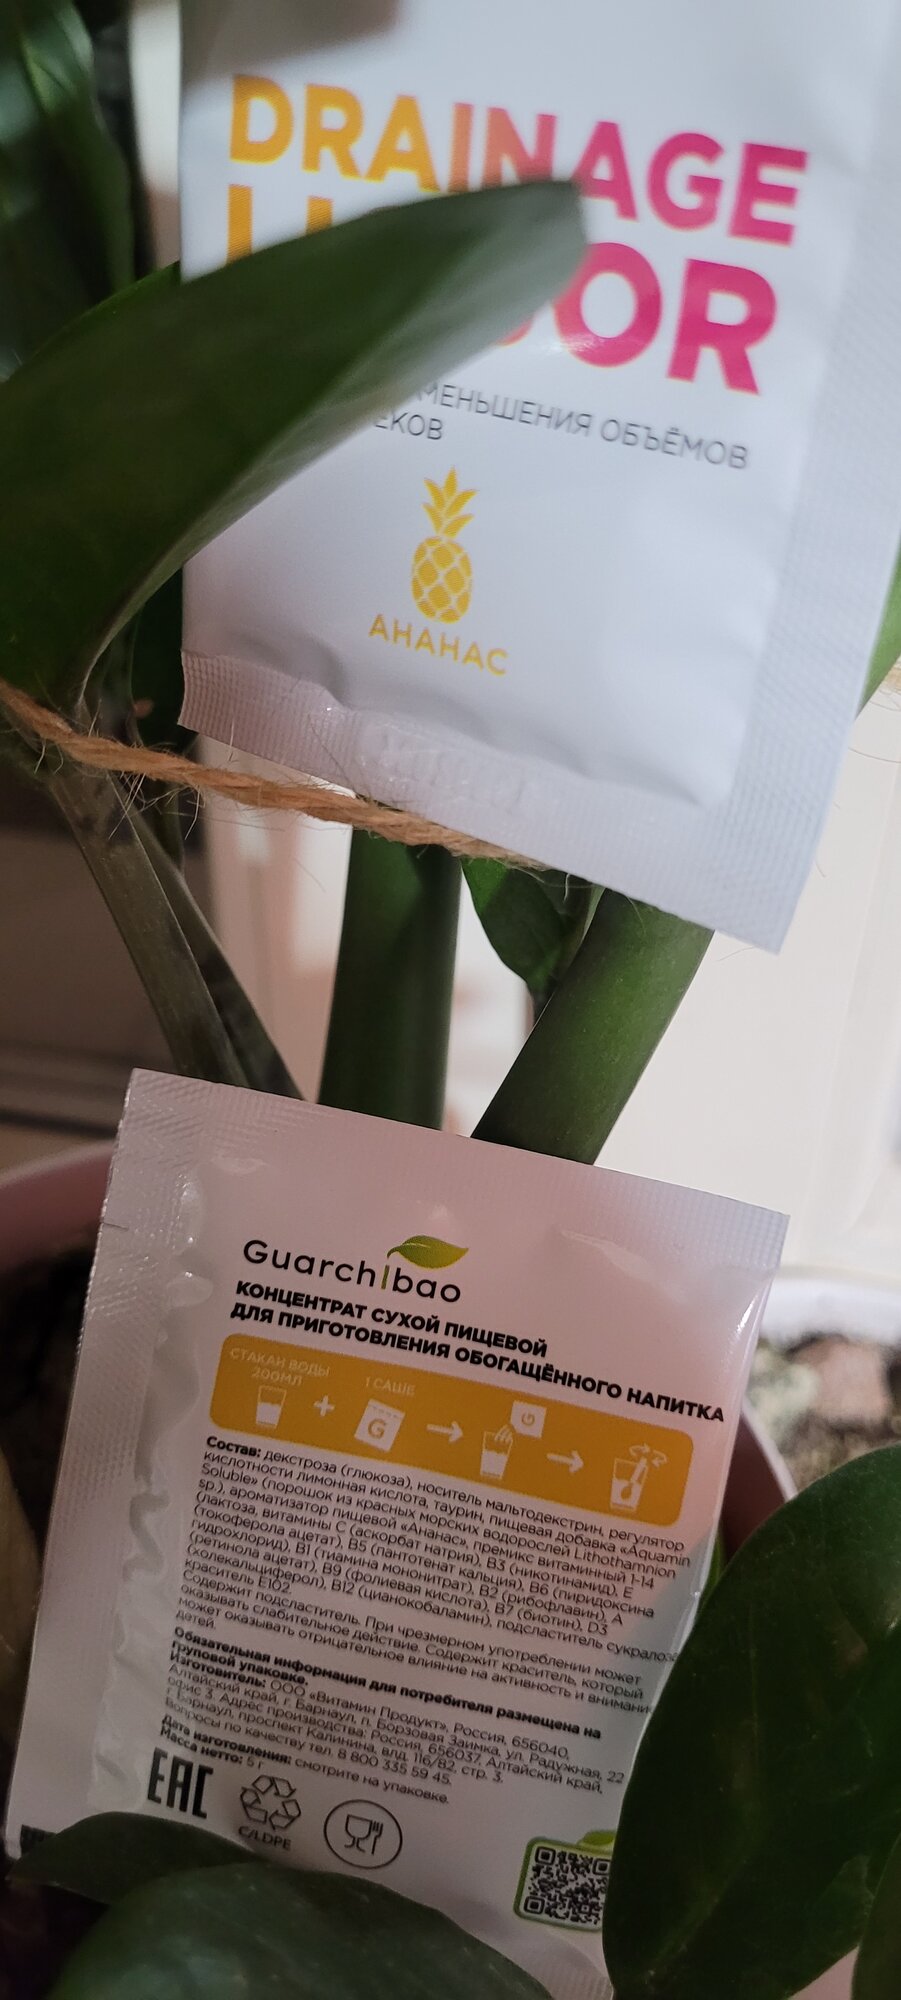 DRAINAGE
OR
МЕНЬШЕНИЯ ОБЪЁМОВ
ЕКОВ
АНАНАС
Guarchibao
КОНЦЕНТРАТ СУХОЙ ПИЩЕВОЙ
ДЛЯ ПРИГОТОВЛЕНИЯ ОБОГАЩЁННОГО НАПИТКА
СТАКАН ВОДЫ
200МЛ
+
1 САШЕ
G
G
Состав: декстроза (глюкоза), носитель мальтодекстрин, регулятор
кислотности лимонная кислота, таурин, пищевая добавка «Aquamin
Soluble» (порошок из красных морских водорослей Lithothamnion
sp.), ароматизатор пищевой «Ананас», премикс витаминный 1-14
(лактоза, витамины С (аскорбат натрия), В3 (никотинамид), Е
(токоферола ацетат), В5 (пантотенат кальция), В6 (пиридоксина
гидрохлорид), В1 (тиамина мононитрат), В2 (рибофлавин), А
(ретинола ацетат), В9 (фолиевая кислота), В7 (биотин), D3
(холекальциферол), В12 (цианокобаламин), подсластитель сукралоза
краситель Е102.
Содержит подсластитель. При чрезмерном употреблении может
оказывать слабительное действие. Содержит краситель, который
может оказывать отрицательное влияние на активность и внимани
детей.
Обязательная информация для потребителя размещена на
групповой упаковке.
Изготовитель: ООО «Витамин Продукт», Россия, 656040,
Алтайский край, г. Барнаул, п. Борзовая Заимка, ул. Радужная, 22
офис 3. Адрес производства: Россия, 656037, Алтайский край,
г. Барнаул, проспект Калинина, влд. 116/82, стр. 3.
Вопросы по качеству тел. 8 800 335 59 45.
Дата изготовления: смотрите на упаковке.
Масса нетто: 5 г
EAC
C/LDPE